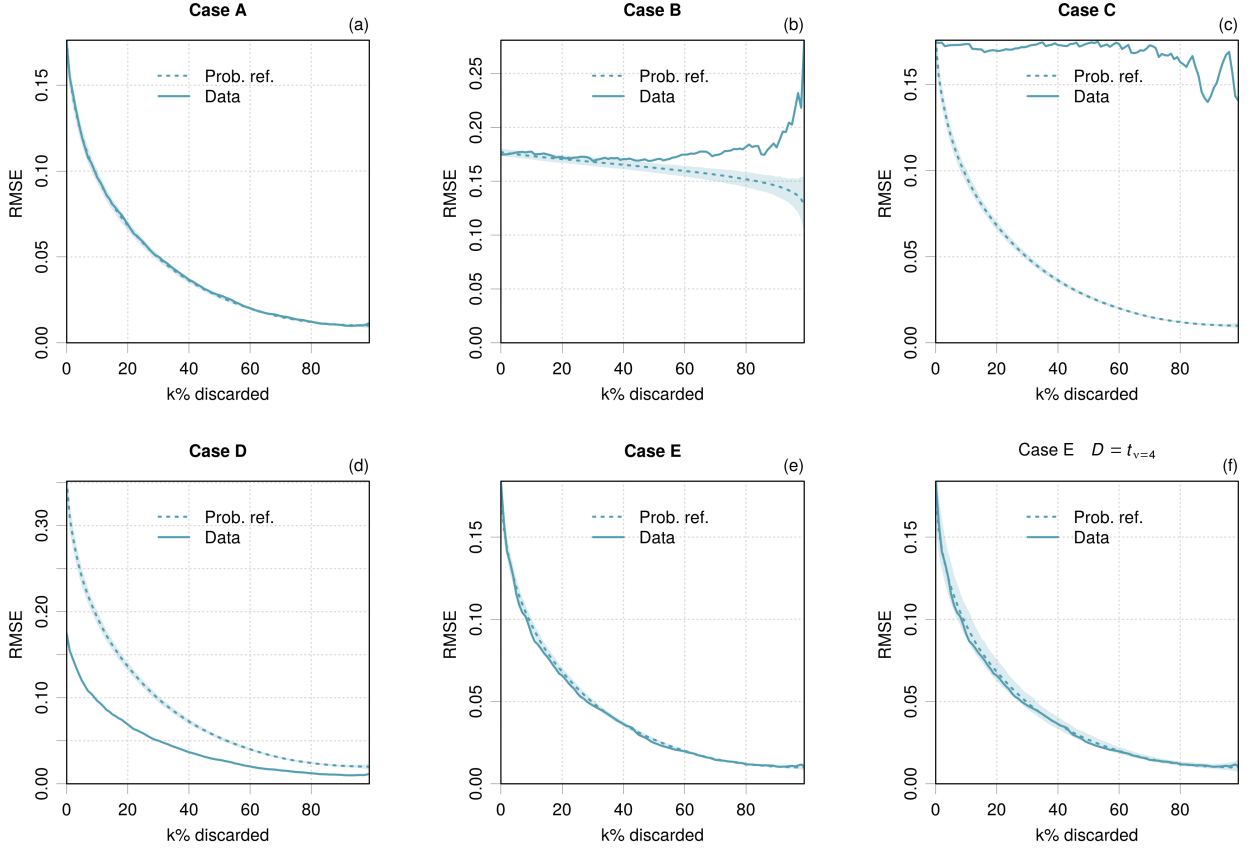 Case A
(a)
Prob. ref.
Data
RMSE
0.00
0.05
0.10
0.15
0 20 40 60 80
k% discarded
Case B
(b)
Prob. ref.
Data
RMSE
0.00
0.05
0.10
0.15
0.20
0.25
0 20 40 60 80
k% discarded
Case C
(c)
Prob. ref.
Data
RMSE
0.00
0.05
0.10
0.15
0 20 40 60 80
k% discarded
Case D
(d)
Prob. ref.
Data
RMSE
0.00
0.10
0.20
0.30
0 20 40 60 80
k% discarded
Case E
(e)
Prob. ref.
Data
RMSE
0.00
0.05
0.10
0.15
0 20 40 60 80
k% discarded
Case E D = tν=4
(f)
Prob. ref.
Data
RMSE
0.00
0.05
0.10
0.15
0 20 40 60 80
k% discarded